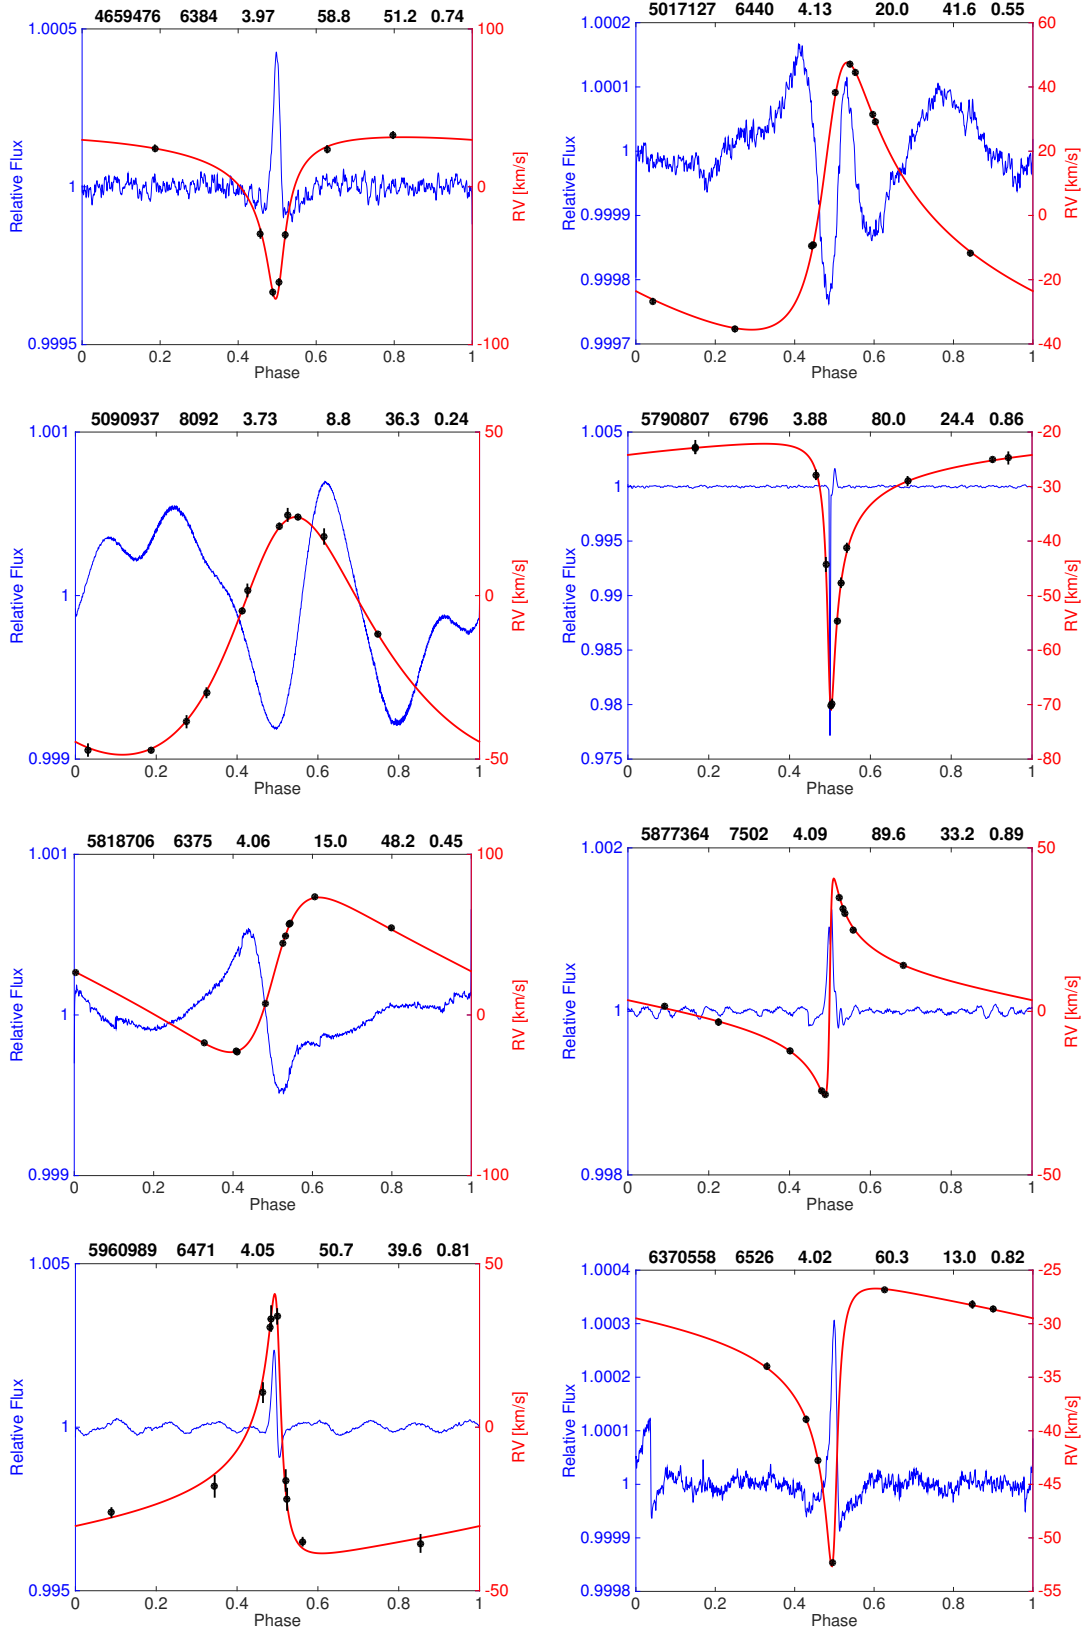 4659476 6384 3.97 58.8 51.2 0.74
1.0005
1
0.9995
100
0
-100
0 0.2 0.4 0.6 0.8 1
Phase
Relative Flux
RV [km/s]
5017127 6440 4.13 20.0 41.6 0.55
1.0002
1.0001
1
0.9999
0.9998
0.9997
60
40
20
0
-20
-40
0 0.2 0.4 0.6 0.8 1
Phase
Relative Flux
RV [km/s]
5090937 8092 3.73 8.8 36.3 0.24
1.001
1
0.999
50
0
-50
0 0.2 0.4 0.6 0.8 1
Phase
Relative Flux
RV [km/s]
5790807 6796 3.88 80.0 24.4 0.86
1.005
1
0.995
0.99
0.985
0.98
0.975
-20
-30
-40
-50
-60
-70
-80
0 0.2 0.4 0.6 0.8 1
Phase
Relative Flux
RV [km/s]
5818706 6375 4.06 15.0 48.2 0.45
1.001
1
0.999
100
0
-100
0 0.2 0.4 0.6 0.8 1
Phase
Relative Flux
RV [km/s]
5877364 7502 4.09 89.6 33.2 0.89
1.002
1
0.998
50
0
-50
0 0.2 0.4 0.6 0.8 1
Phase
Relative Flux
RV [km/s]
5960989 6471 4.05 50.7 39.6 0.81
1.005
1
0.995
50
0
-50
0 0.2 0.4 0.6 0.8 1
Phase
Relative Flux
RV [km/s]
6370558 6526 4.02 60.3 13.0 0.82
1.0004
1.0003
1.0002
1.0001
1
0.9999
0.9998
-25
-30
-35
-40
-45
-50
-55
0 0.2 0.4 0.6 0.8 1
Phase
Relative Flux
RV [km/s]